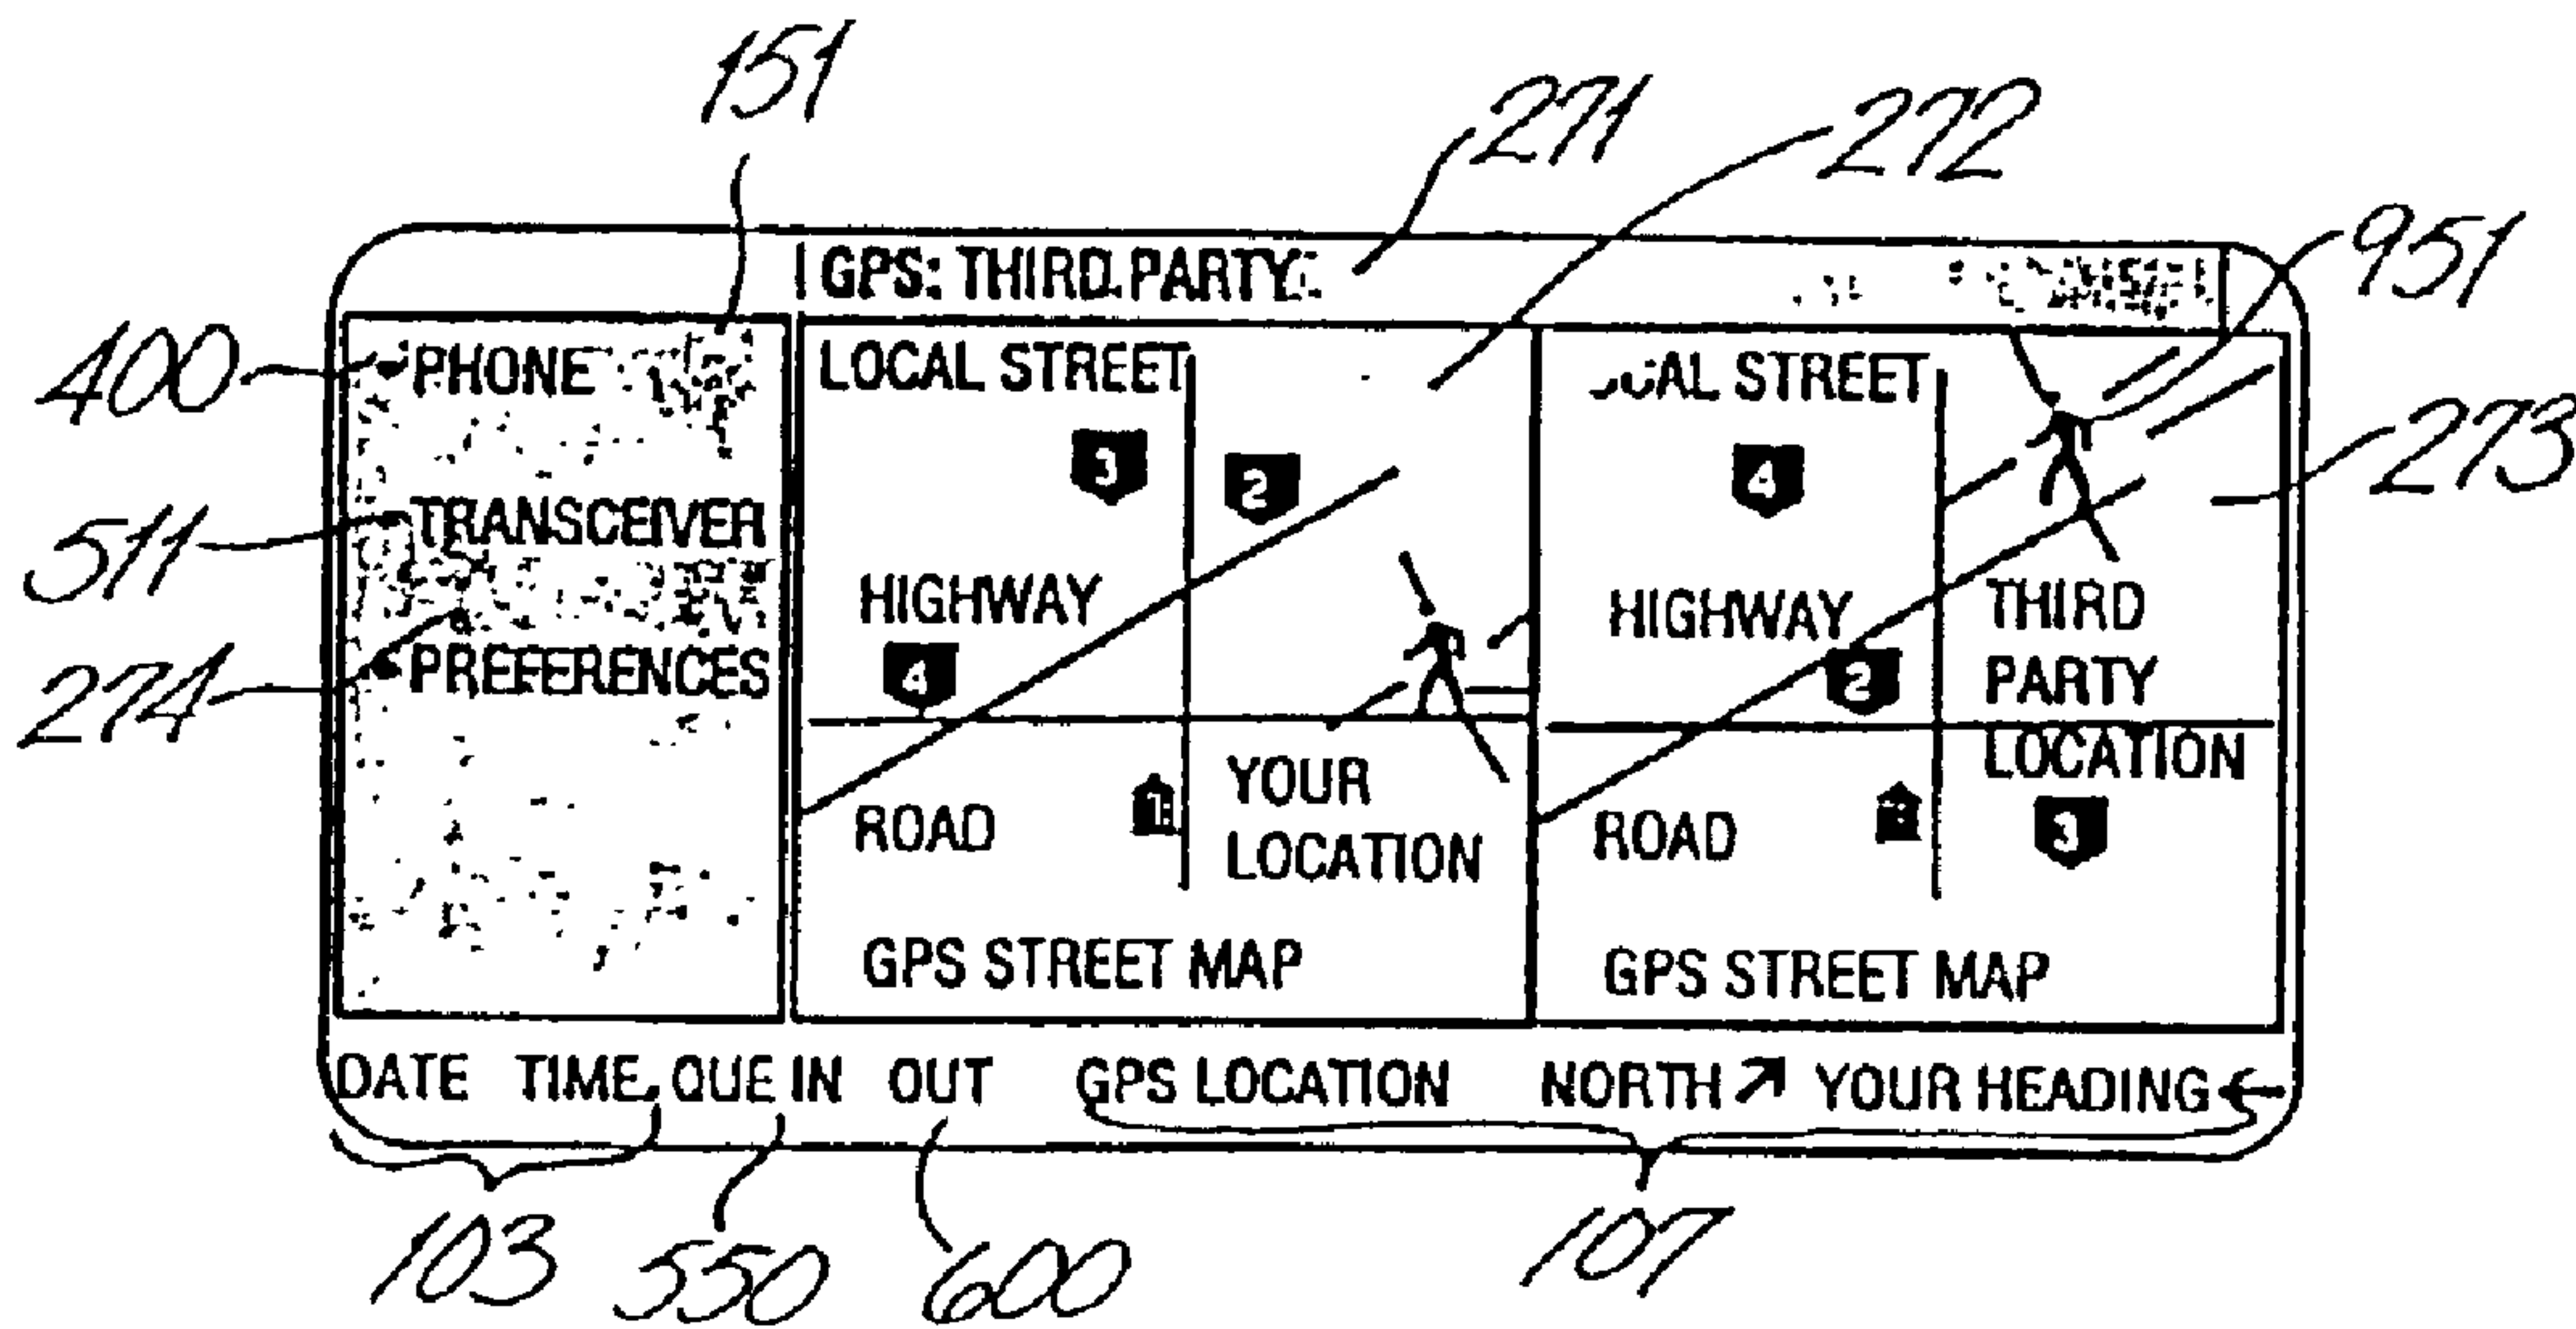 151
271
272
951
GPS: THIRD PARTY
400
PHONE
511
TRANSCEIVER
274
PREFERENCES
LOCAL STREET
3
2
HIGHWAY
4
ROAD
1
YOUR
LOCATION
GPS STREET MAP
CAL STREET
4
273
HIGHWAY
2
THIRD
PARTY
LOCATION
ROAD
3
GPS STREET MAP
DATE TIME QUE IN OUT GPS LOCATION NORTH ↗ YOUR HEADING ←
103
550
600
107